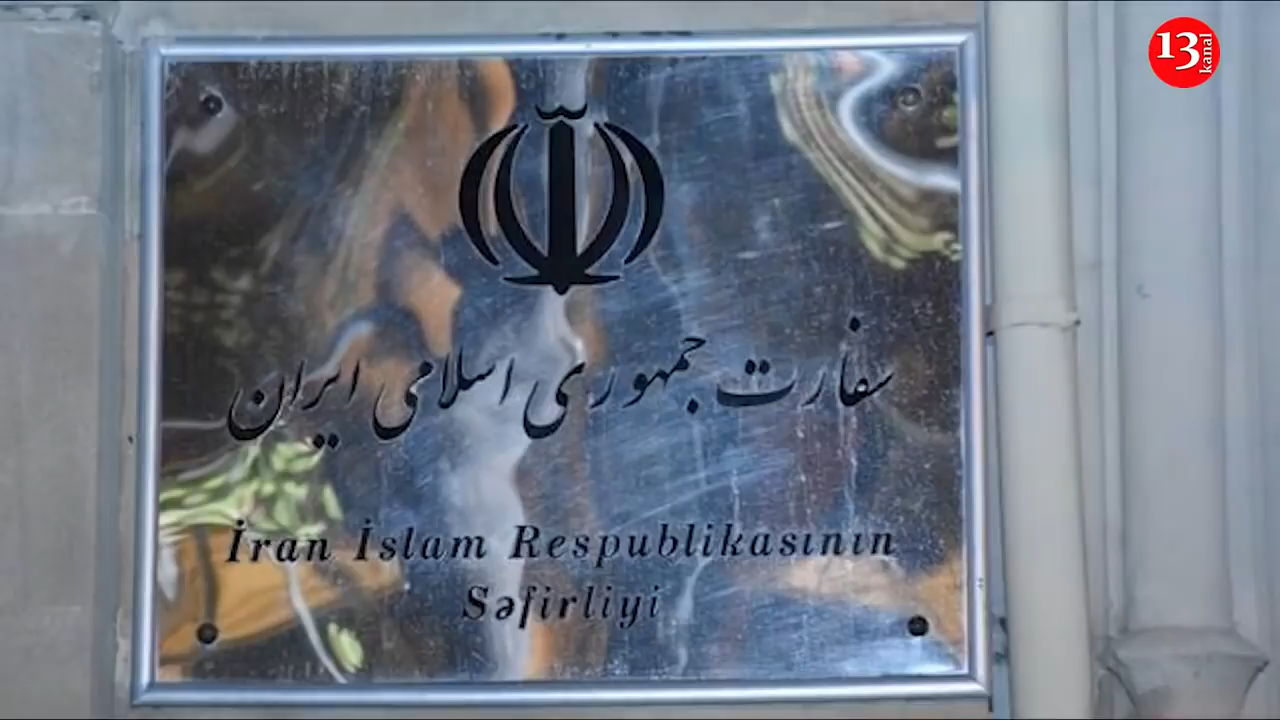 13
kanal
سفارت جمهوری اسلامی ایران
İran İslam Respublikasının
Səfirliyi